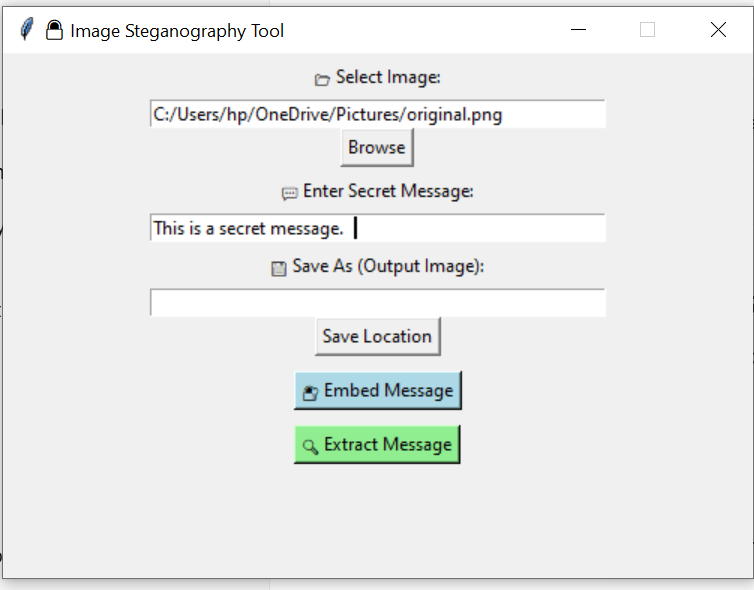 Image Steganography Tool
Select Image:
C:/Users/hp/OneDrive/Pictures/original.png
Browse
Enter Secret Message:
This is a secret message.
Save As (Output Image):
Save Location
Embed Message
Extract Message